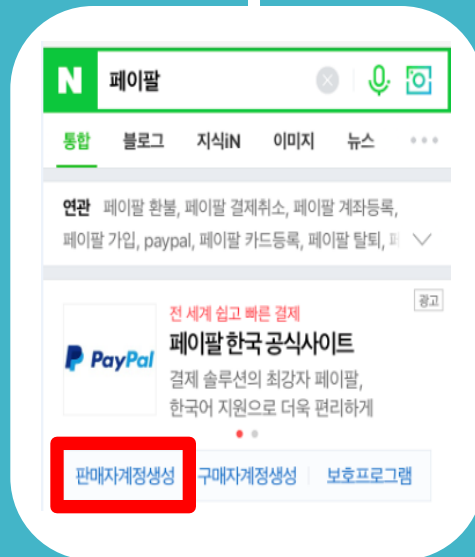 N 페이팔
통합 블로그 지식iN 이미지 뉴스
연관 페이팔 환불, 페이팔 결제취소, 페이팔 계좌등록,
페이팔 가입, paypal, 페이팔 카드등록, 페이팔 탈퇴,
광고
전 세계 쉽고 빠른 결제
페이팔 한국 공식사이트
PayPal
결제 솔루션의 최강자 페이팔,
한국어 지원으로 더욱 편리하게
판매자계정생성 구매자계정생성 보호프로그램